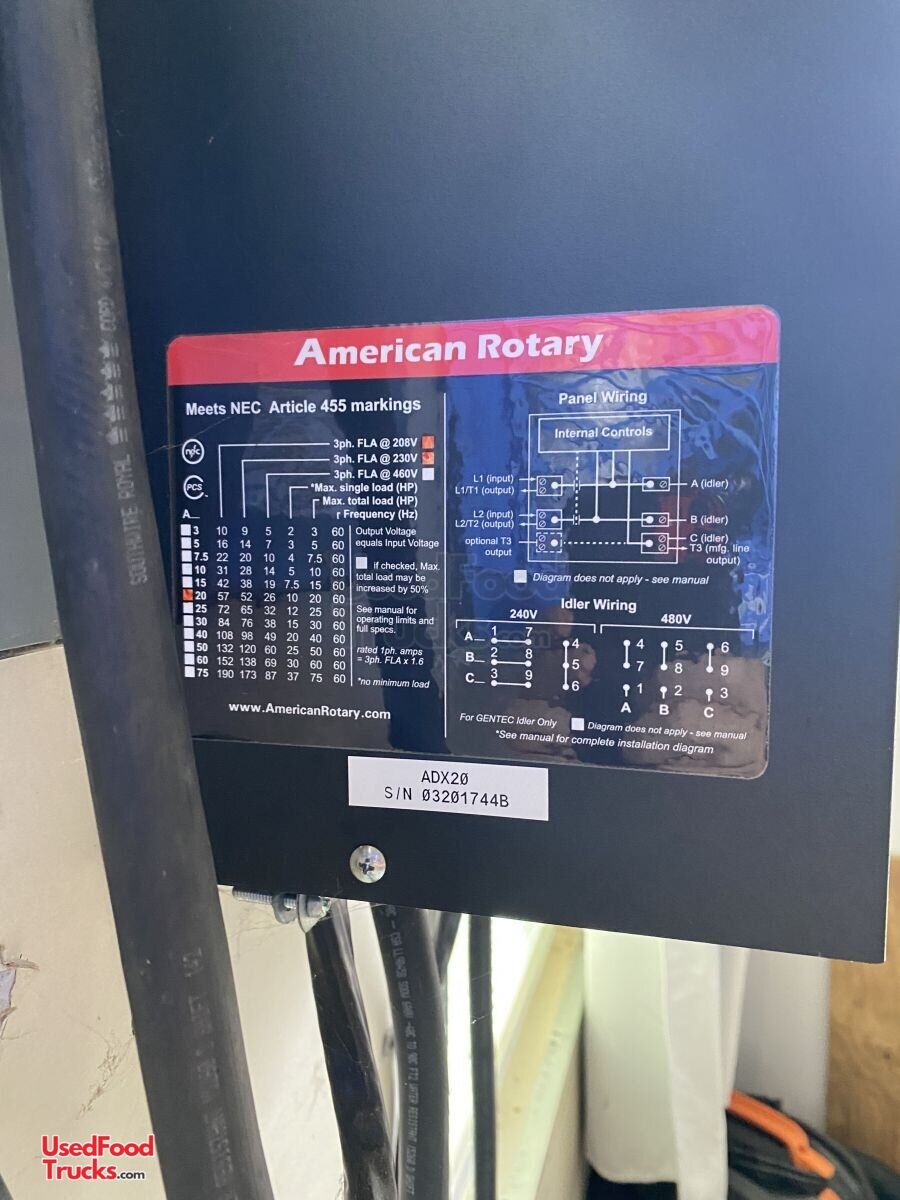 American Rotary
Meets NEC Article 455 markings
3ph. FLA @ 208V
3ph. FLA @ 230V
3ph. FLA @ 460V
*Max. single load (HP)
Max. total load (HP)
Frequency (Hz)
PCS
A__
3 10 9 5 2 3 60
5 16 14 7 3 5 60
7.5 22 20 10 4 7.5 60
10 31 28 14 5 10 60
15 42 38 19 7.5 15 60
20 57 52 26 10 20 60
25 72 65 32 12 25 60
30 84 76 38 15 30 60
40 108 98 49 20 40 60
50 132 120 60 25 50 60
60 152 138 69 30 60 60
75 190 173 87 37 75 60
Output Voltage
equals Input Voltage
if checked, Max.
total load may be
increased by 50%
See manual for
operating limits and
full specs.
rated 1ph. amps
= 3ph. FLA x 1.6
*no minimum load
www.AmericanRotary.com
Panel Wiring
Internal Controls
L1 (input)
L1/T1 (output)
L2 (input)
L2/T2 (output)
optional T3
output
A (idler)
B (idler)
C (idler)
T3 (mfg. line
output)
Diagram does not apply - see manual
Idler Wiring
240V
480V
A__ 1 7
B__ 2 8
C__ 3 9
4
5
6
4 5 6
7 8 9
1 2 3
A B C
For GENTEC Idler Only
Diagram does not apply - see manual
*See manual for complete installation diagram
ADX20
S/N 03201744B
SOUTHWIRE ROYAL
UsedFood
Trucks.com